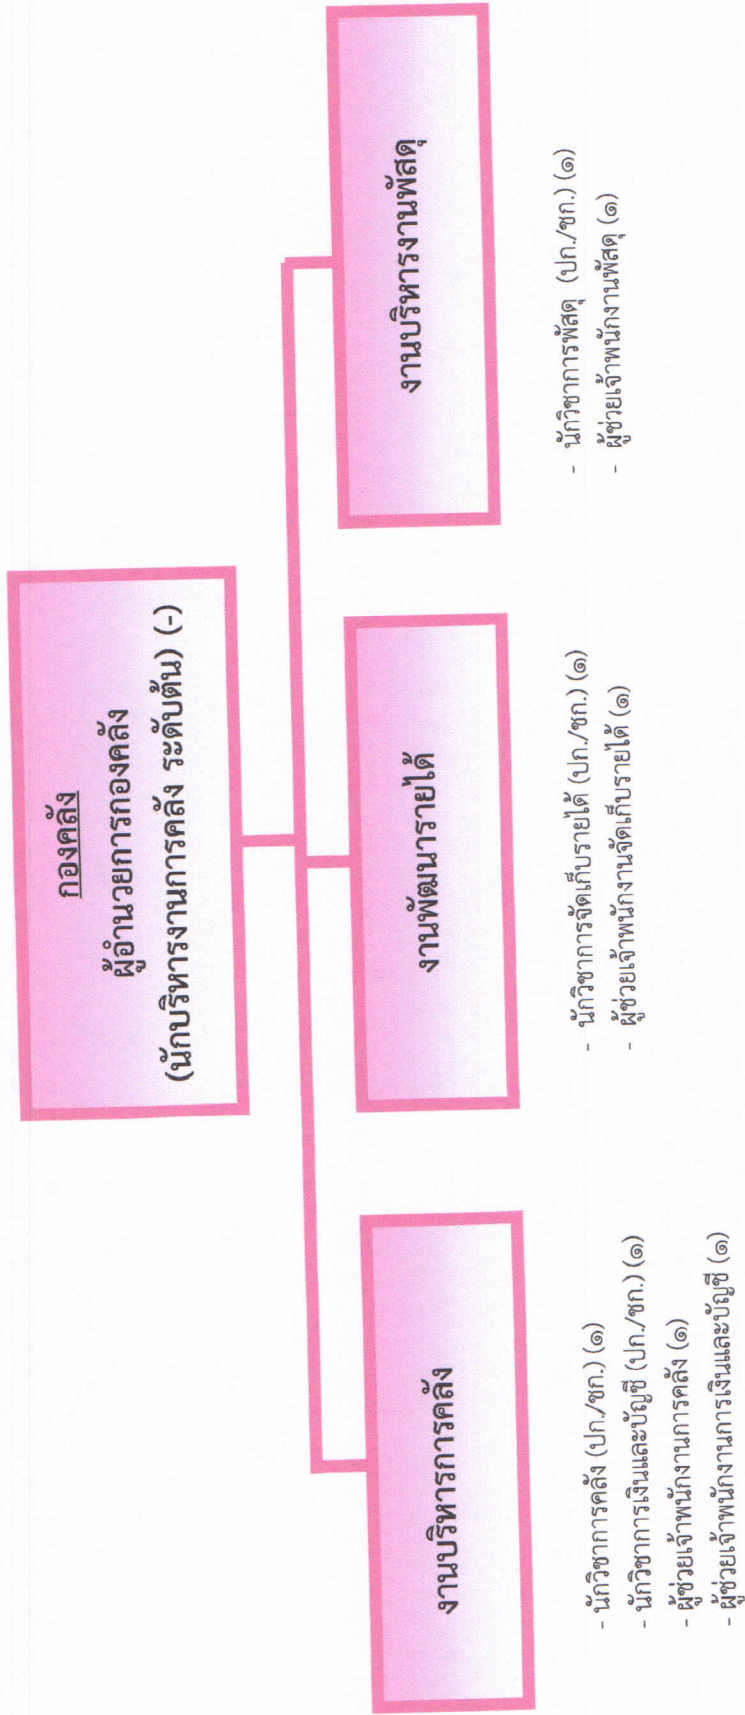 กองคลัง
ผู้อำนวยการกองคลัง
(นักบริหารงานการคลัง ระดับต้น) (-)
งานบริหารการคลัง
- นักวิชาการคลัง (ปก./ชก.) (๑)
- นักวิชาการเงินและบัญชี (ปก./ชก.) (๑)
- ผู้ช่วยเจ้าพนักงานการคลัง (๑)
- ผู้ช่วยเจ้าพนักงานการเงินและบัญชี (๑)
งานพัฒนารายได้
- นักวิชาการจัดเก็บรายได้ (ปก./ชก.) (๑)
- ผู้ช่วยเจ้าพนักงานจัดเก็บรายได้ (๑)
งานบริหารงานพัสดุ
- นักวิชาการพัสดุ (ปก./ชก.) (๑)
- ผู้ช่วยเจ้าพนักงานพัสดุ (๑)